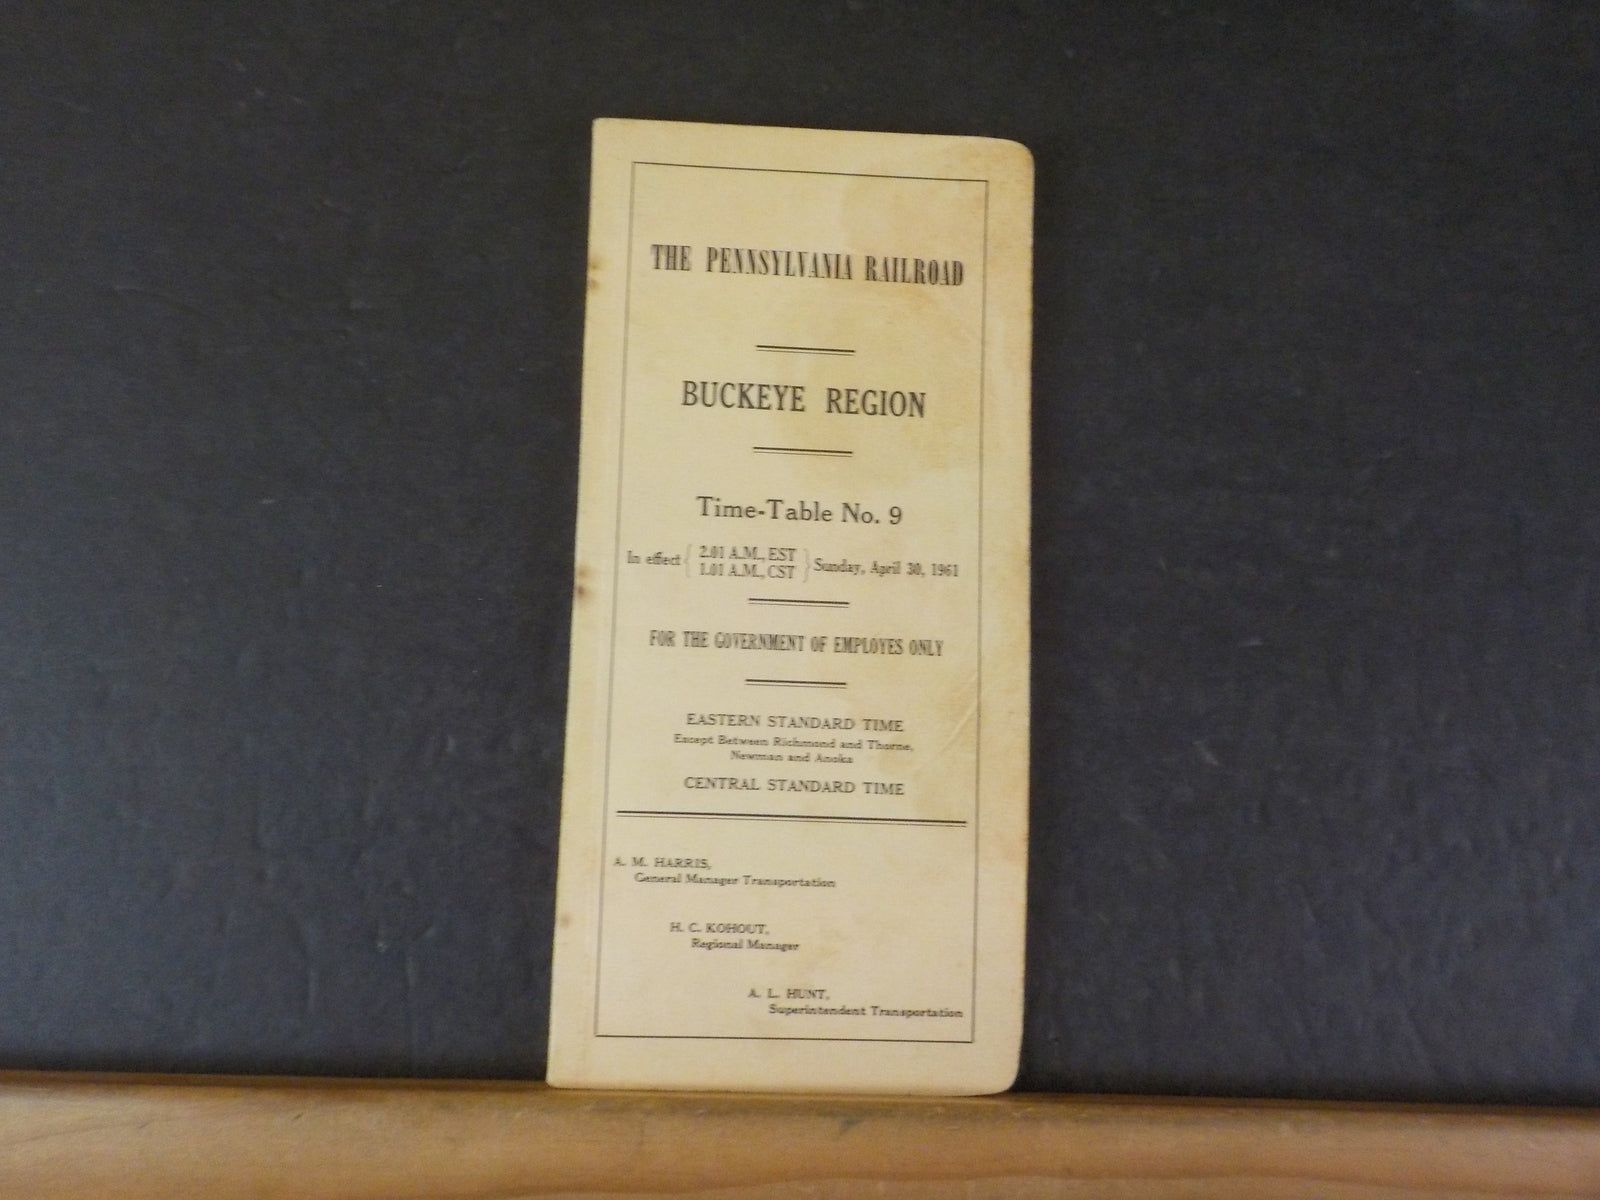 THE PENNSYLVANIA RAILROAD
BUCKEYE REGION
Time-Table No. 9
In effect { 2.01 A.M., EST
1.01 A.M., CST } Sunday, April 30, 1961
FOR THE GOVERNMENT OF EMPLOYES ONLY
EASTERN STANDARD TIME
Except Between Richmond and Thorne,
Newman and Anoka
CENTRAL STANDARD TIME
A. M. HARRIS,
General Manager Transportation
H. C. KOHOUT,
Regional Manager
A. L. HUNT,
Superintendent Transportation